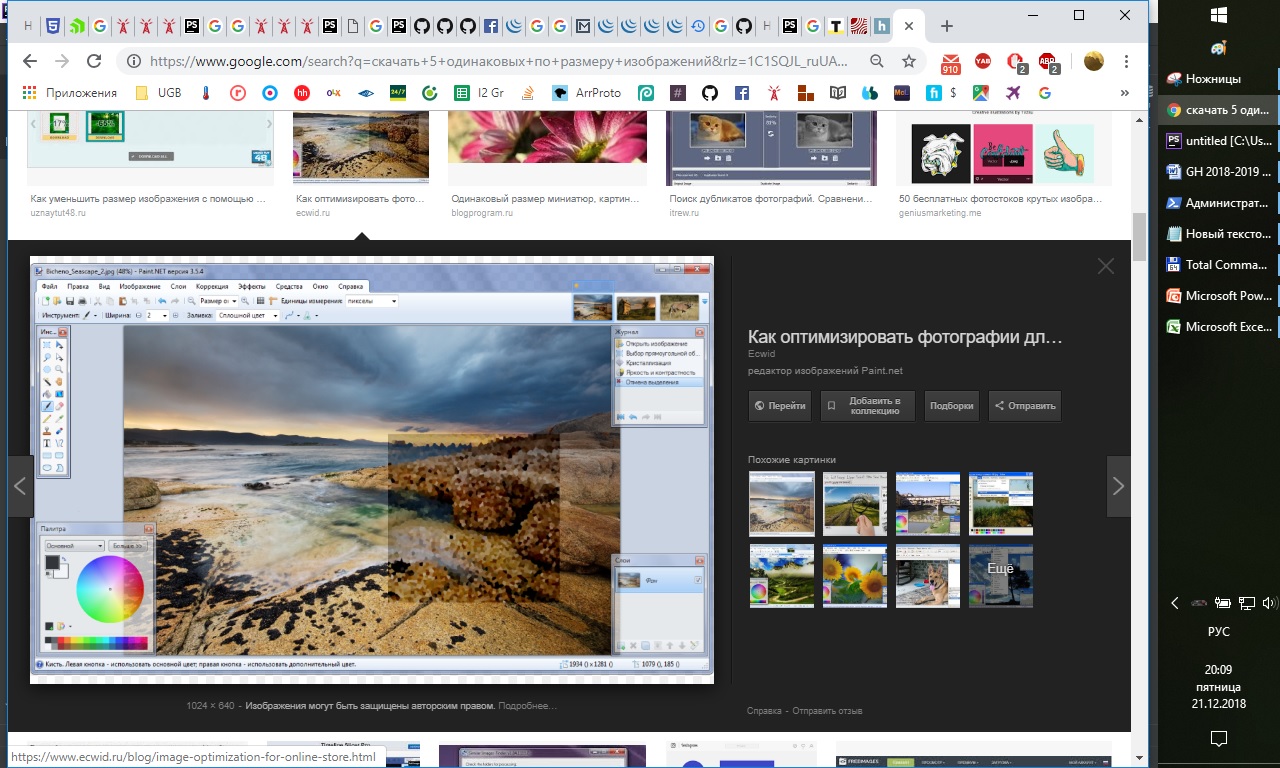 https://www.google.com/search?q=скачать+5+одинаковых+по+размеру+изображений&rlz=1C1SQJL_ruUA...
910
2
2
Приложения
UGB
I2 Gr
ArrProto
$
»
Как уменьшить размер изображения с помощью ...
uznaytut48.ru
Как оптимизировать фото...
ecwid.ru
Одинаковый размер миниатюр, картин...
blogprogram.ru
Поиск дубликатов фотографий. Сравнени...
itrew.ru
50 бесплатных фотостоков крутых изобра...
geniusmarketing.me
Bicheno_Seascape_2.jpg (48%) - Paint.NET версия 3.5.4
Файл Правка Вид Изображение Слои Коррекция Эффекты Средства Окно Справка
Единицы измерения: пикселы
Инструмент: Ширина: 2 Заливка: Сплошной цвет
Инс...
Журнал
Открыть изображение
Выбор прямоугольной об...
Кристаллизация
Яркость и контрастность
Отмена выделения
Палитра
Основной
Больше >>
Слои
Фон
Кисть. Левая кнопка - использовать основной цвет; правая кнопка - использовать дополнительный цвет.
1934 () x 1281 ()
1079 (), 185 ()
1024 × 640 - Изображения могут быть защищены авторским правом. Подробнее...
Как оптимизировать фотографии дл...
Ecwid
редактор изображений Paint.net
Перейти
Добавить в
коллекцию
Подборки
Отправить
Похожие картинки
Ещё
Справка - Отправить отзыв
https://www.ecwid.ru/blog/image-optimization-for-online-store.html
Ножницы
скачать 5 оди...
untitled [C:\Us...
GH 2018-2019 ...
Администрат...
Новый тексто...
Total Comma...
Microsoft Pow...
Microsoft Exce...
РУС
20:09
пятница
21.12.2018